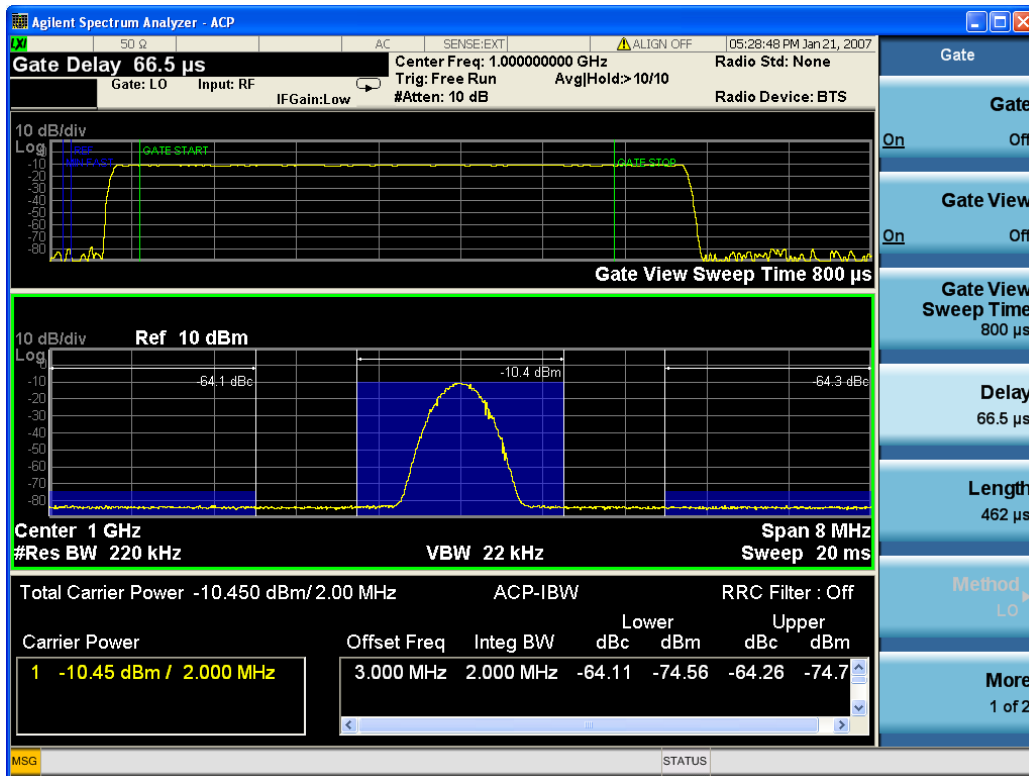 Agilent Spectrum Analyzer - ACP
LXI 50 Ω AC SENSE:EXT ALIGN OFF 05:28:48 PM Jan 21, 2007
Gate Delay 66.5 µs
Gate: LO Input: RF IFGain:Low
Center Freq: 1.000000000 GHz
Trig: Free Run Avg|Hold:>10/10
#Atten: 10 dB
Radio Std: None
Radio Device: BTS
10 dB/div
Log
REF
GATE START
GATE STOP
-10
-20
-30
-40
-50
-60
-70
-80
Gate View Sweep Time 800 µs
10 dB/div Ref 10 dBm
Log
0
-10
-20
-30
-40
-50
-60
-70
-80
-64.1 dBc
-10.4 dBm
-64.3 dBc
Center 1 GHz Span 8 MHz
#Res BW 220 kHz VBW 22 kHz Sweep 20 ms
Total Carrier Power -10.450 dBm/ 2.00 MHz ACP-IBW RRC Filter : Off
Lower Upper
Carrier Power Offset Freq Integ BW dBc dBm dBc dBm
1 -10.45 dBm / 2.000 MHz 3.000 MHz 2.000 MHz -64.11 -74.56 -64.26 -74.7
MSG STATUS
Gate
Gate
On Off
Gate View
On Off
Gate View
Sweep Time
800 µs
Delay
66.5 µs
Length
462 µs
Method
LO
More
1 of 2